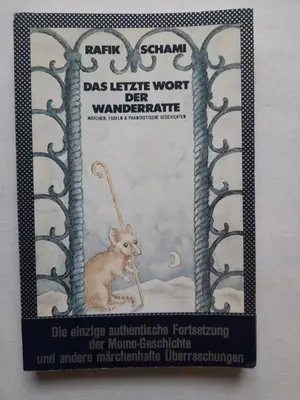 RAFIK SCHAMI
DAS LETZTE WORT
DER
WANDERRATTE
MÄRCHEN, FABELN & PHANTASTISCHE GESCHICHTEN
Die einzige authentische Fortsetzung
der Momo-Geschichte
und andere märchenhafte Überraschungen